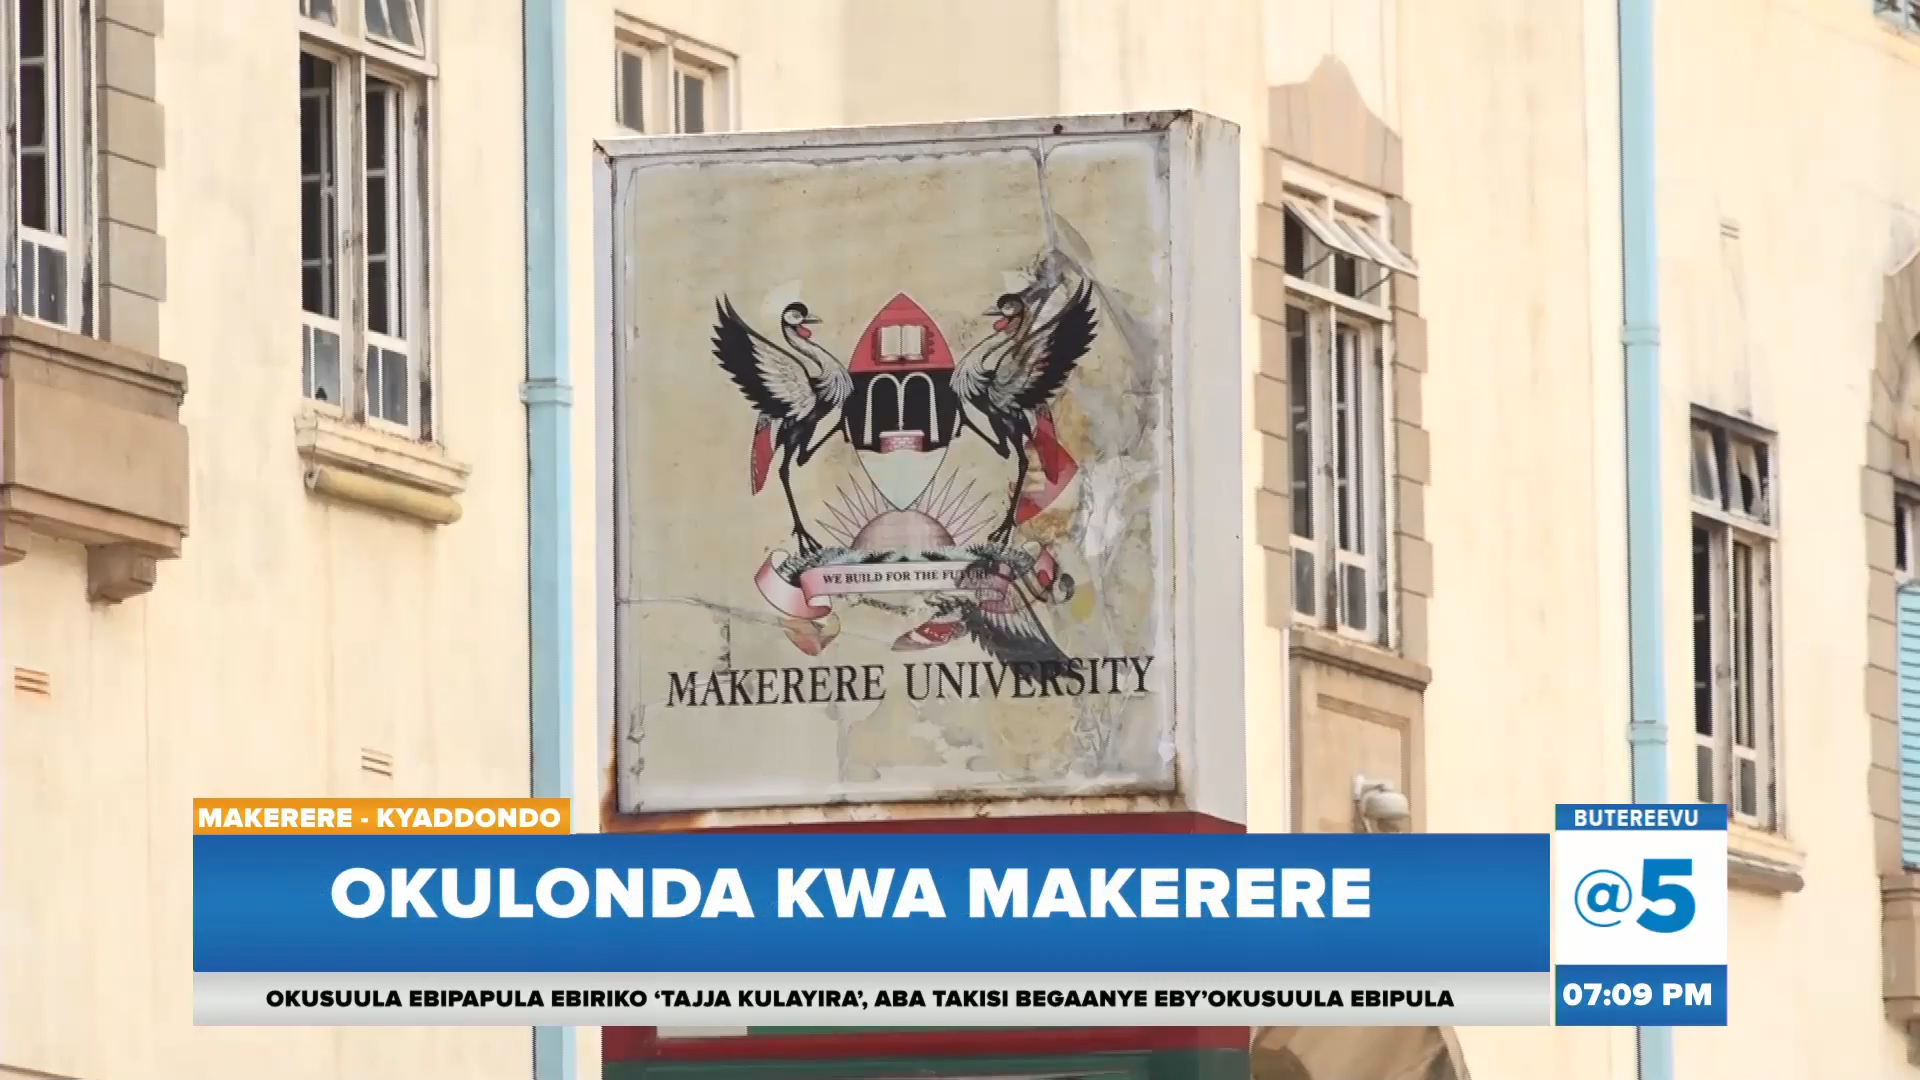 WE BUILD FOR THE FUTURE
MAKERERE UNIVERSITY
MAKERERE - KYADDONDO
OKULONDA KWA MAKERERE
OKUSUULA EBIPAPULA EBIRIKO ‘TAJJA KULAYIRA’, ABA TAKISI BEGAANYE EBY’OKUSUULA EBIPULA
BUTEREEVU
@5
07:09 PM